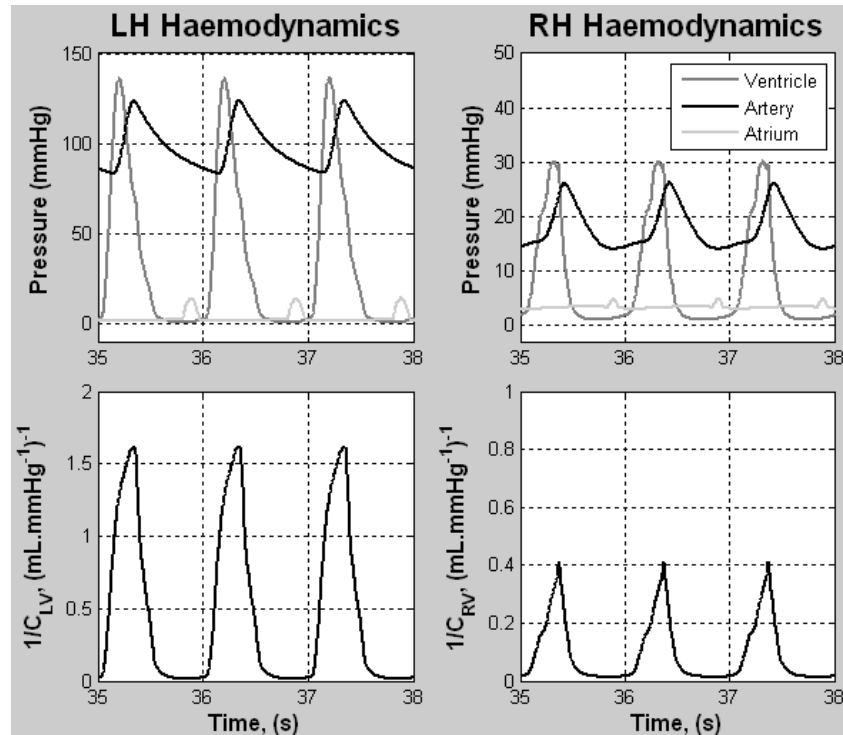 LH Haemodynamics
RH Haemodynamics
150
100
50
0
Pressure (mmHg)
35 36 37 38
50
40
30
20
10
0
Pressure (mmHg)
35 36 37 38
Ventricle
Artery
Atrium
2
1.5
1
0.5
0
1/C_LV, (mL.mmHg⁻¹)⁻¹
35 36 37 38
Time, (s)
1
0.8
0.6
0.4
0.2
0
1/C_RV, (mL.mmHg⁻¹)⁻¹
35 36 37 38
Time, (s)